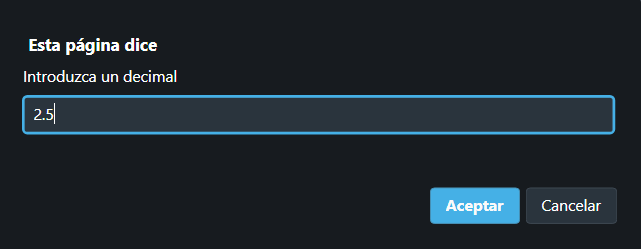 Esta página dice
Introduzca un decimal
2.5
Aceptar Cancelar